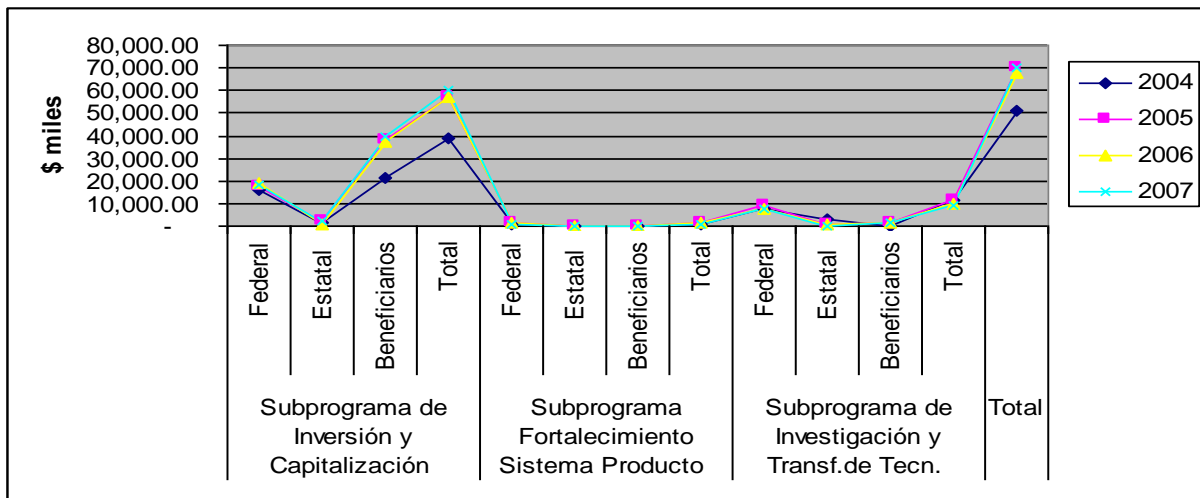 80,000.00
70,000.00
60,000.00
50,000.00
40,000.00
30,000.00
20,000.00
10,000.00
-
$ miles
Federal
Estatal
Beneficiarios
Total
Federal
Estatal
Beneficiarios
Total
Federal
Estatal
Beneficiarios
Total
Subprograma de
Inversión y
Capitalización
Subprograma
Fortalecimiento
Sistema Producto
Subprograma de
Investigación y
Transf.de Tecn.
Total
2004
2005
2006
2007